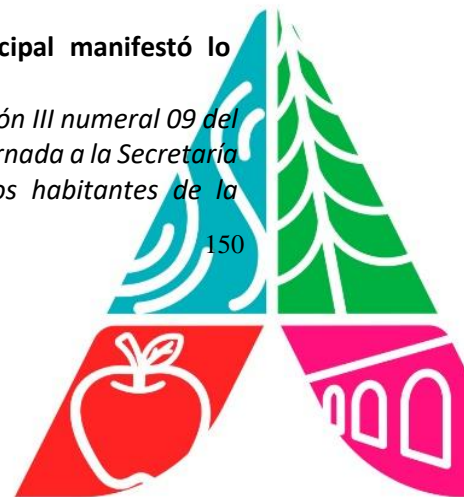 cipal manifestó lo
ón III numeral 09 del
rnada a la Secretaría
os habitantes de la
150